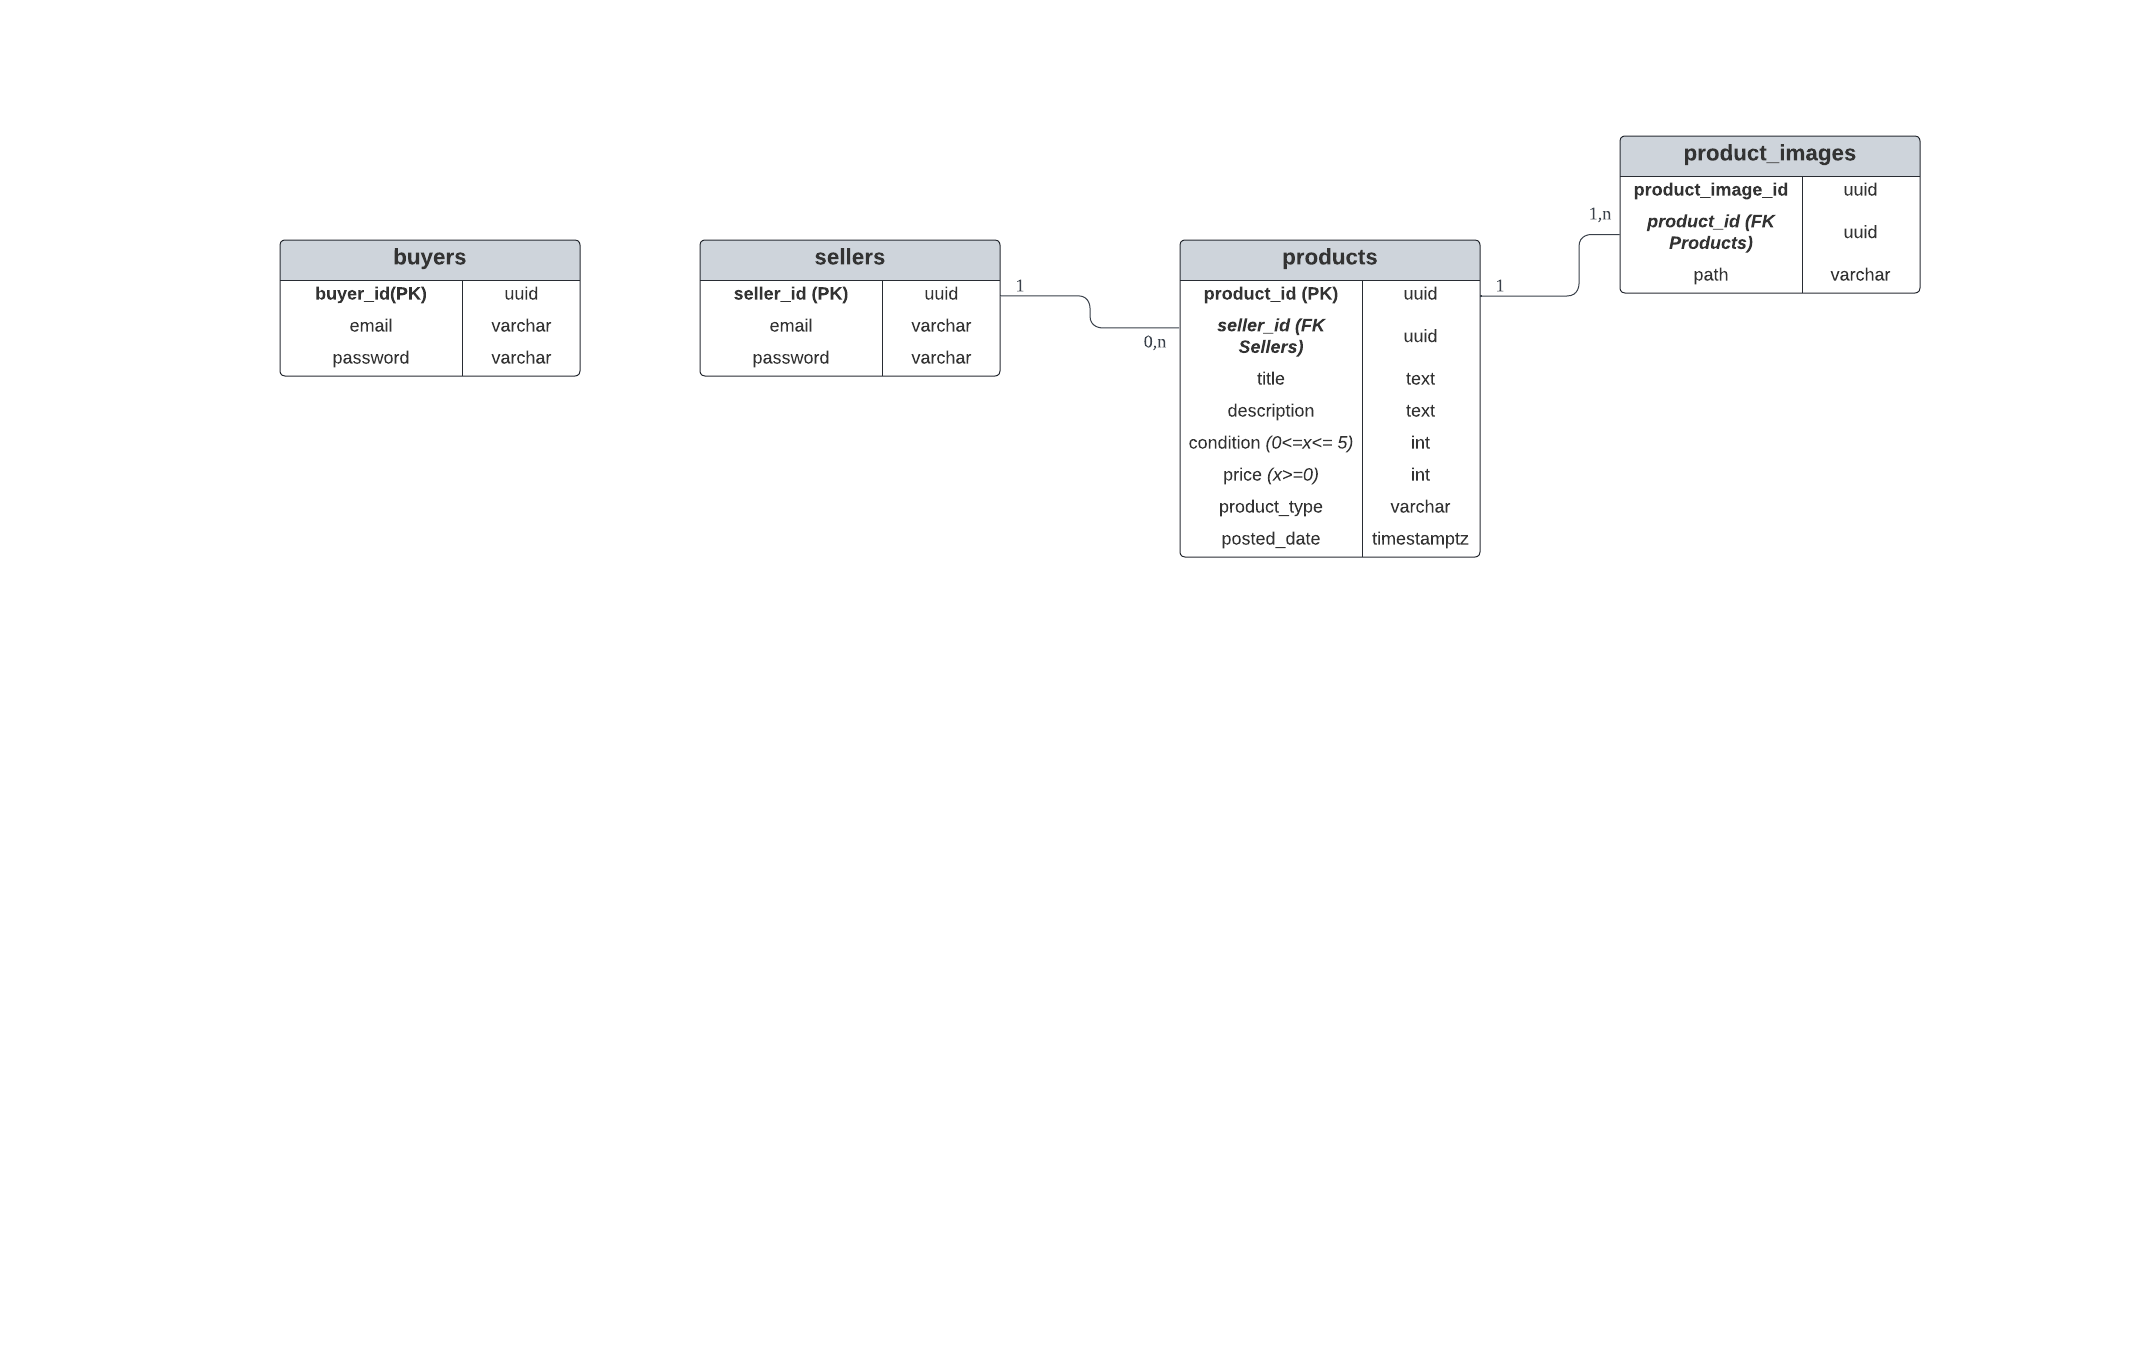 buyers
buyer_id(PK) uuid
email varchar
password varchar
sellers
seller_id (PK) uuid
email varchar
password varchar
1
0,n
products
product_id (PK) uuid
seller_id (FK
Sellers) uuid
title text
description text
condition (0<=x<= 5) int
price (x>=0) int
product_type varchar
posted_date timestamptz
1
1,n
product_images
product_image_id uuid
product_id (FK
Products) uuid
path varchar